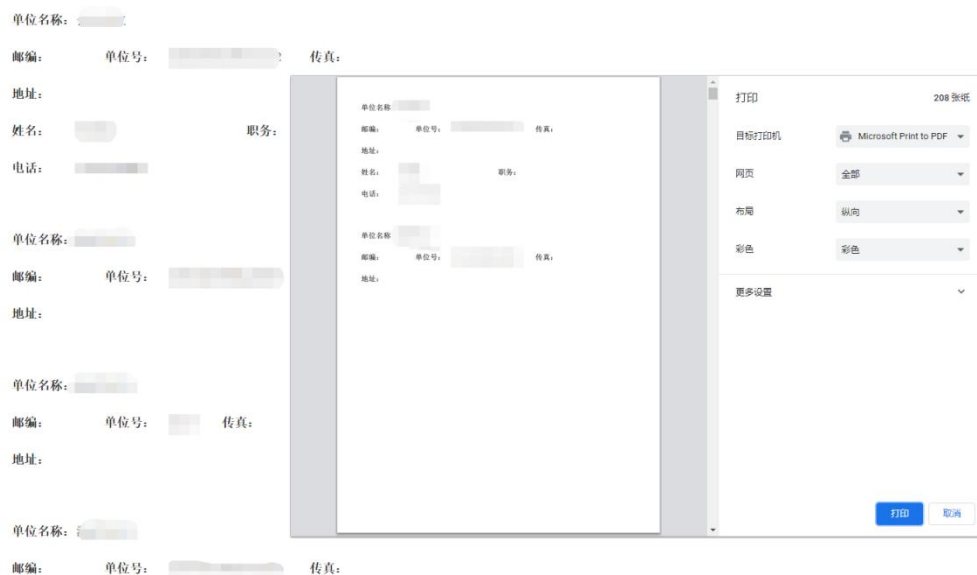 单位名称：
邮编： 单位号： 传真：
地址：
姓名： 职务：
电话：
单位名称：
邮编： 单位号：
地址：
单位名称：
邮编： 单位号： 传真：
地址：
单位名称：
邮编： 单位号： 传真：
单位名称
邮编： 单位号： 传真：
地址：
姓名： 职务：
电话：
单位名称
邮编： 单位号： 传真：
地址：
打印 208 张纸
目标打印机 Microsoft Print to PDF
网页 全部
布局 纵向
彩色 彩色
更多设置
打印 取消